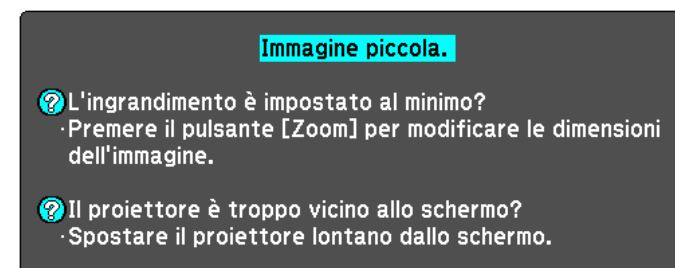 Immagine piccola.
L'ingrandimento è impostato al minimo?
·Premere il pulsante [Zoom] per modificare le dimensioni
dell'immagine.
Il proiettore è troppo vicino allo schermo?
·Spostare il proiettore lontano dallo schermo.